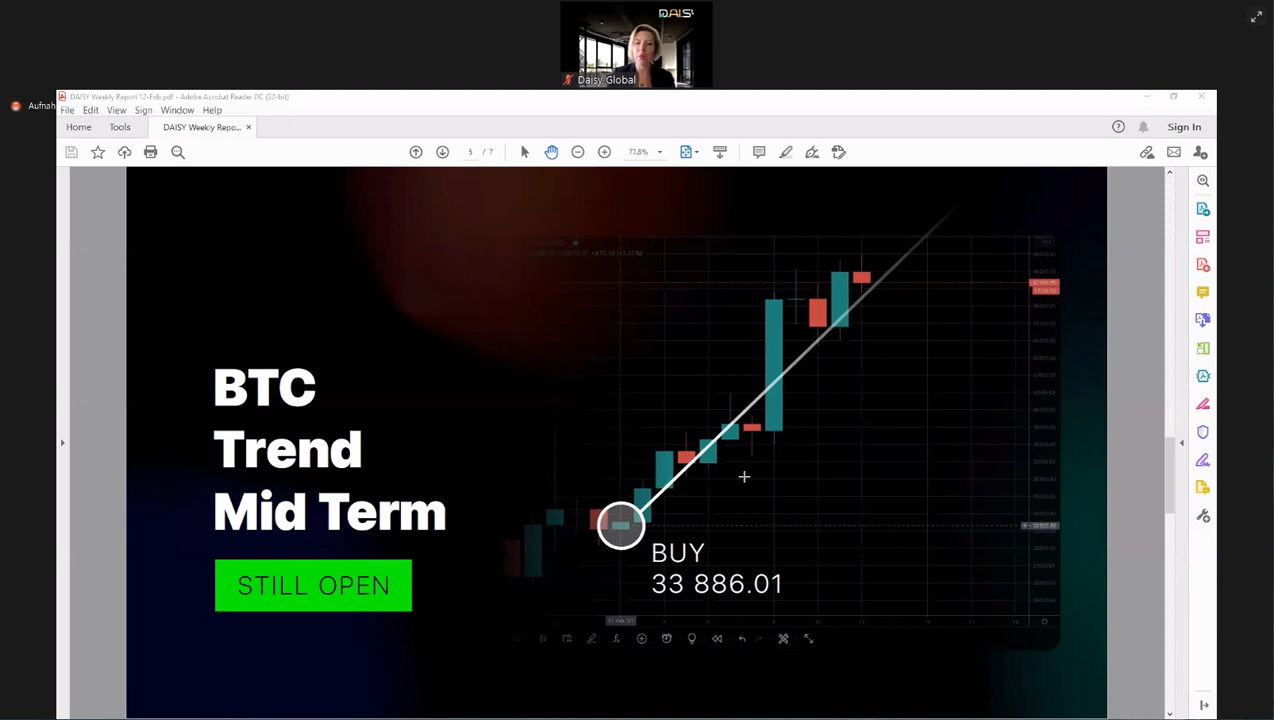 DAISY
Daisy Global
Aufnah
DAISY Weekly Report 12-Feb.pdf - Adobe Acrobat Reader DC (32-bit)
File Edit View Sign Window Help
Home Tools DAISY Weekly Repo... × Sign In
5 / 7 77.8%
BTC
Trend
Mid Term
STILL OPEN
BUY
33 886.01